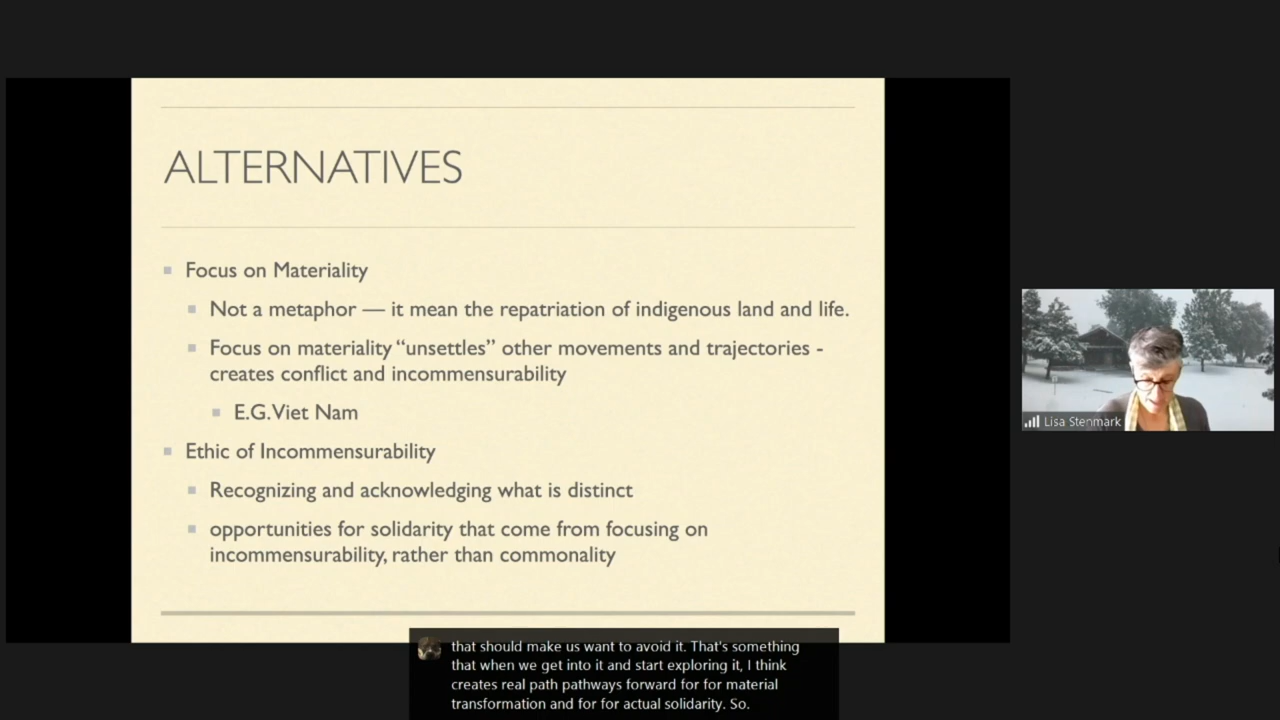 ALTERNATIVES
Focus on Materiality
Not a metaphor — it mean the repatriation of indigenous land and life.
Focus on materiality “unsettles” other movements and trajectories -
creates conflict and incommensurability
E.G. Viet Nam
Ethic of Incommensurability
Recognizing and acknowledging what is distinct
opportunities for solidarity that come from focusing on
incommensurability, rather than commonality
Lisa Stenmark
that should make us want to avoid it. That's something
that when we get into it and start exploring it, I think
creates real path pathways forward for for material
transformation and for for actual solidarity. So.